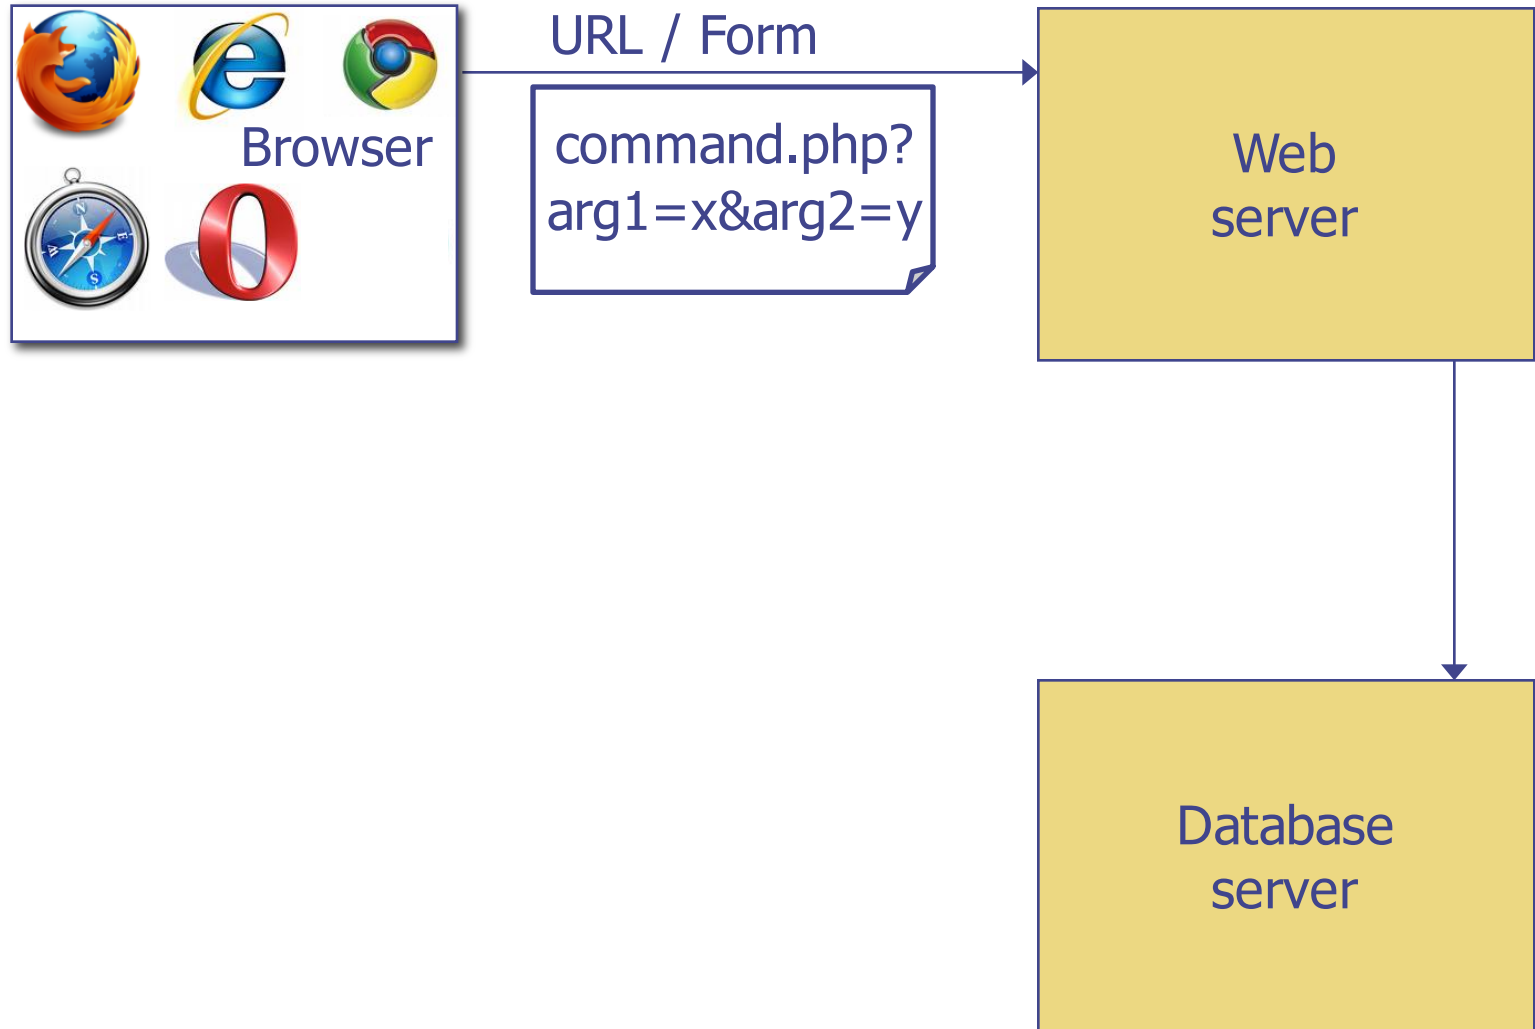 URL / Form
Browser
command.php?
arg1=x&arg2=y
Web
server
N
E
S
W
Database
server